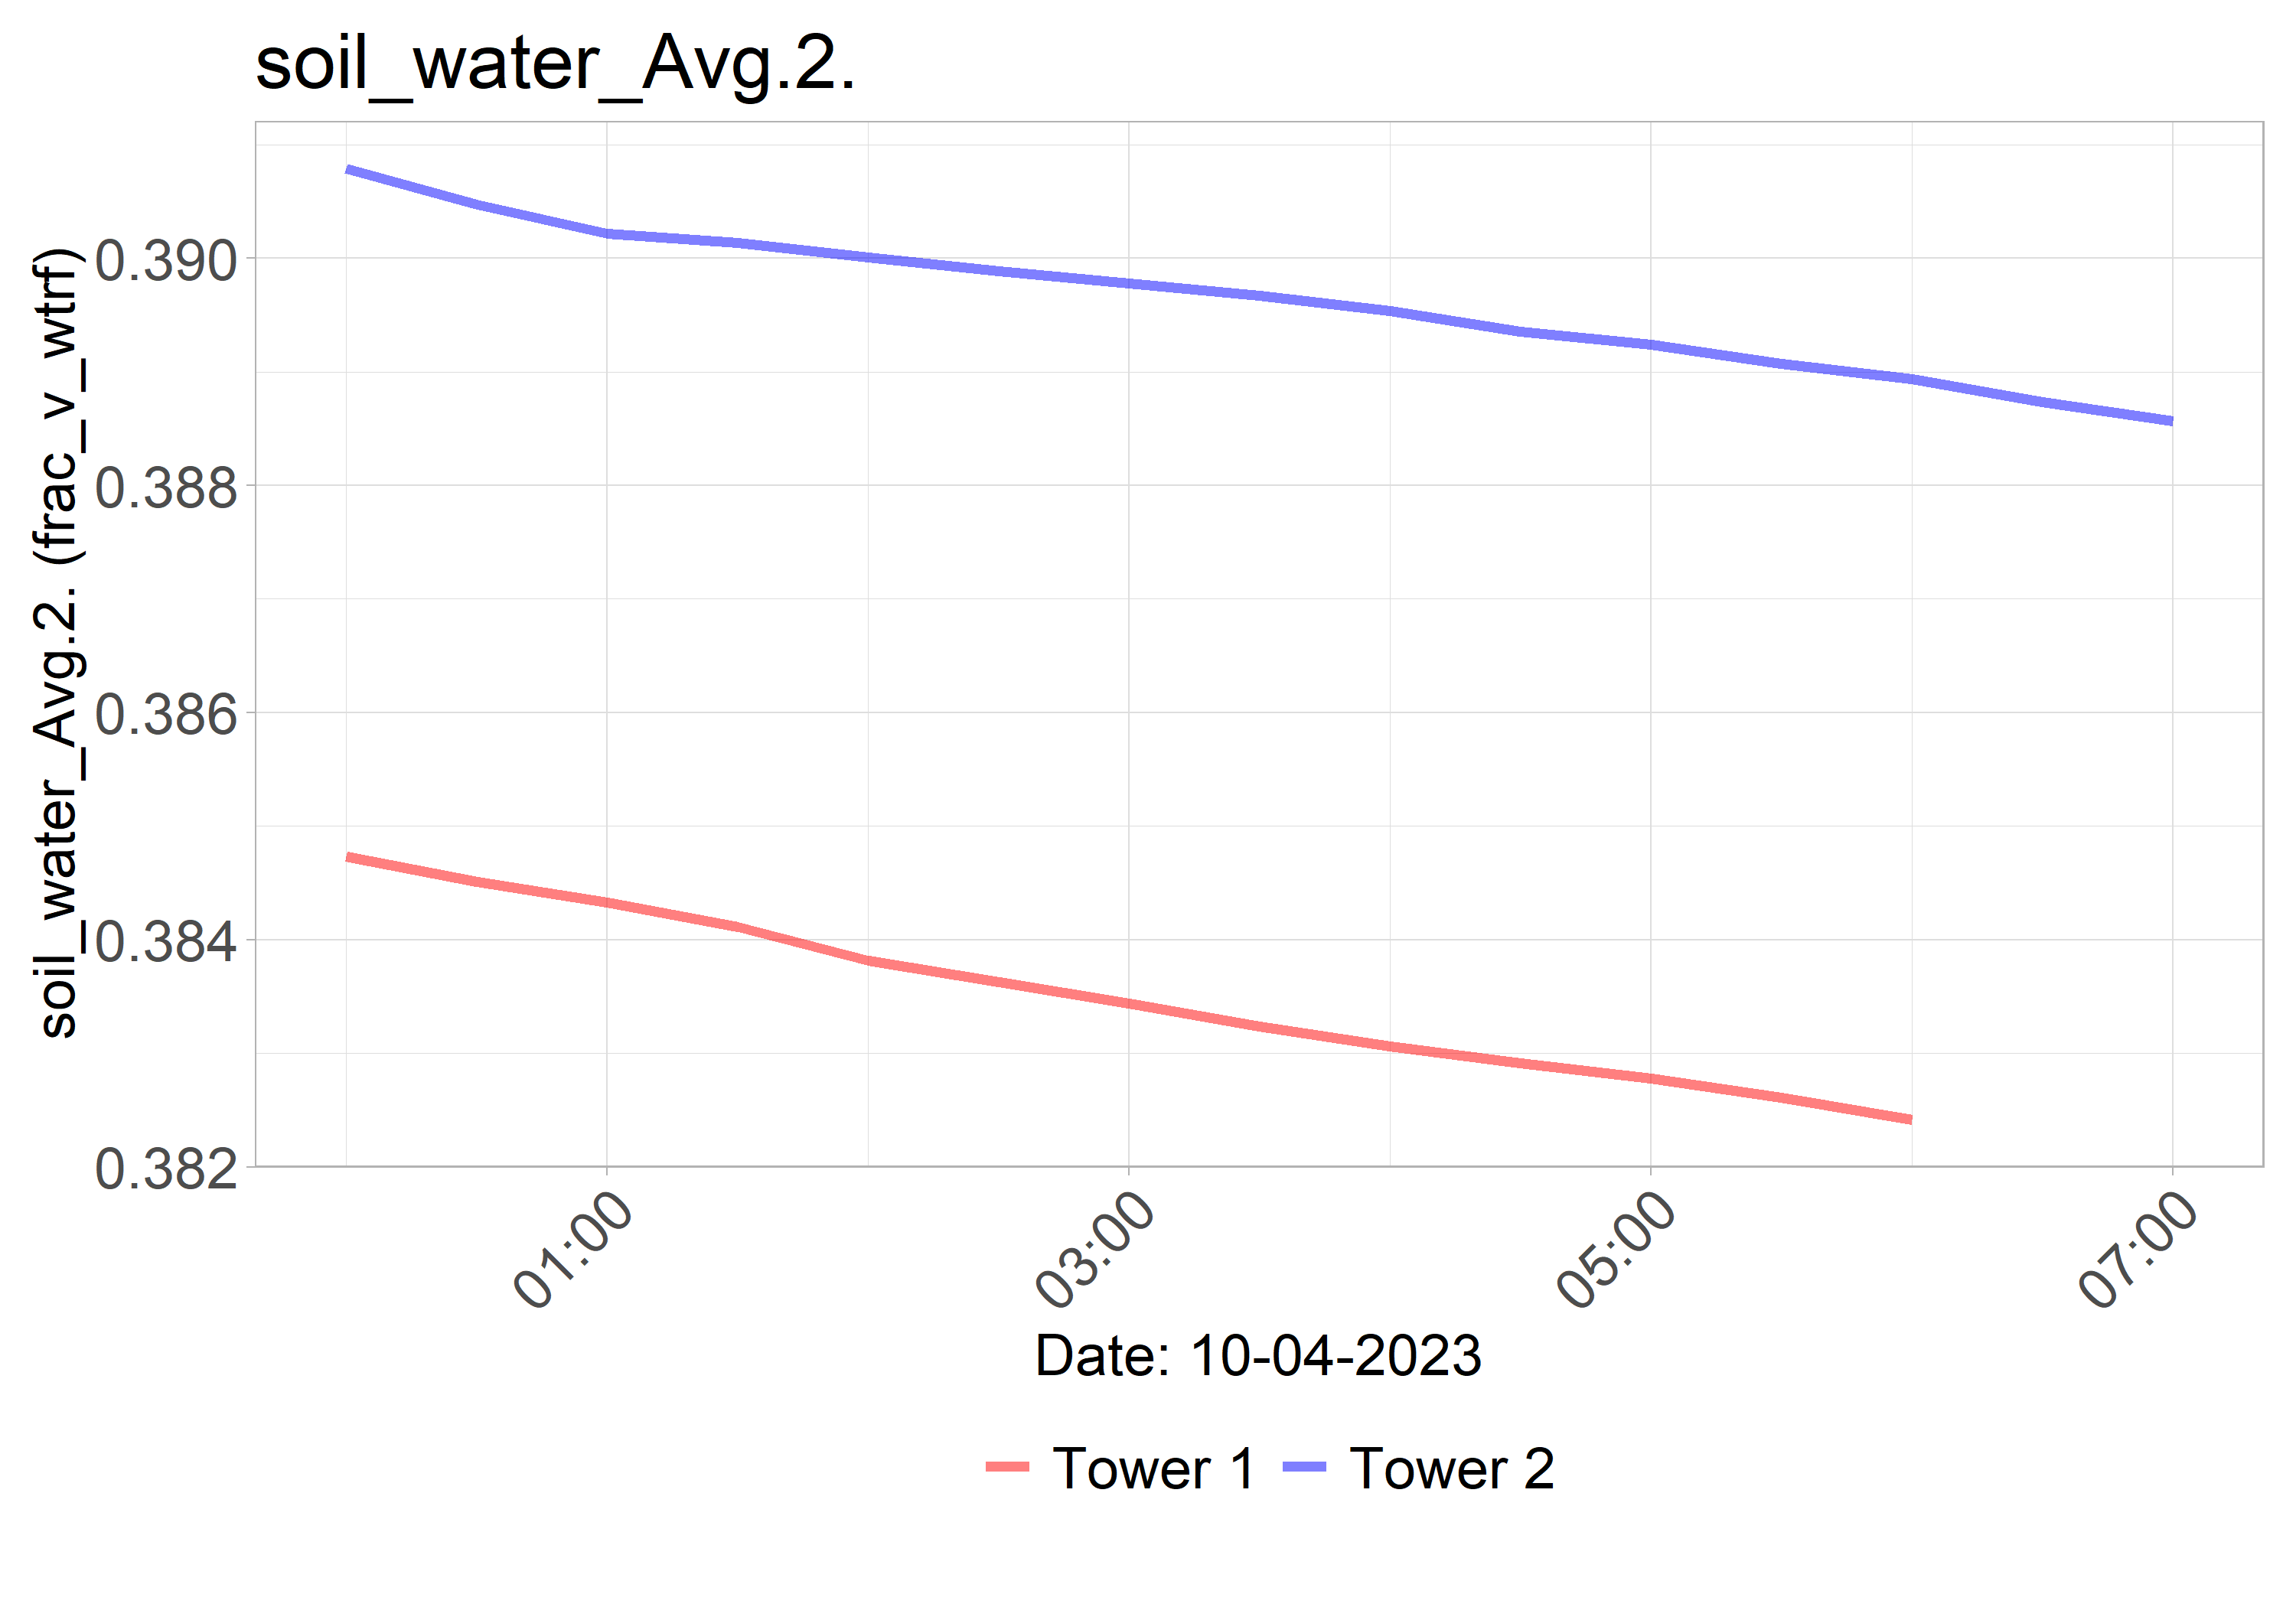 soil_water_Avg.2.
soil_water_Avg.2. (frac_v_wtrf)
0.390
0.388
0.386
0.384
0.382
01:00
03:00
05:00
07:00
Date: 10-04-2023
Tower 1
Tower 2